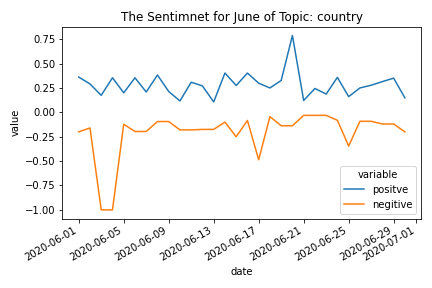 The Sentimnet for June of Topic: country
value
0.75
0.50
0.25
0.00
−0.25
−0.50
−0.75
−1.00
variable
positve
negitive
2020-06-01
2020-06-05
2020-06-09
2020-06-13
2020-06-17
2020-06-21
2020-06-25
2020-06-29
2020-07-01
date